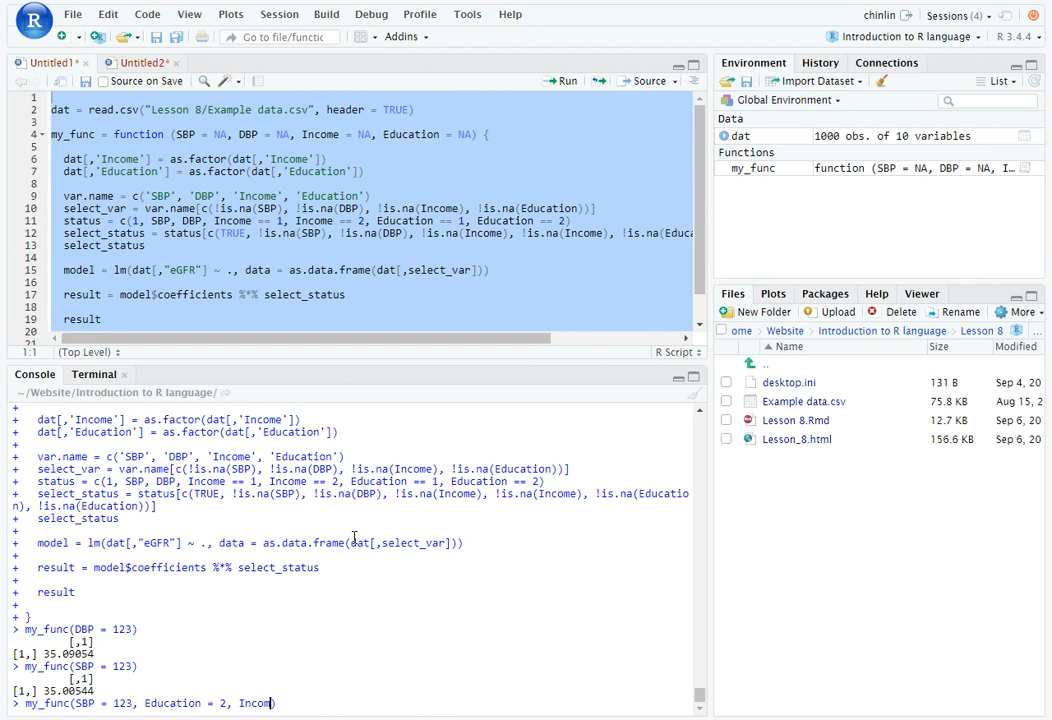 R File Edit Code View Plots Session Build Debug Profile Tools Help chinlin Sessions (4)
Go to file/functic Addins Introduction to R language R 3.4.4
Untitled1* Untitled2*
Source on Save Run Source
1
2 dat = read.csv("Lesson 8/Example data.csv", header = TRUE)
3
4 my_func = function (SBP = NA, DBP = NA, Income = NA, Education = NA) {
5
6 dat[,'Income'] = as.factor(dat[,'Income'])
7 dat[,'Education'] = as.factor(dat[,'Education'])
8
9 var.name = c('SBP', 'DBP', 'Income', 'Education')
10 select_var = var.name[c(!is.na(SBP), !is.na(DBP), !is.na(Income), !is.na(Education))]
11 status = c(1, SBP, DBP, Income == 1, Income == 2, Education == 1, Education == 2)
12 select_status = status[c(TRUE, !is.na(SBP), !is.na(DBP), !is.na(Income), !is.na(Income), !is.na(Educa
13 select_status
14
15 model = lm(dat[,"eGFR"] ~ ., data = as.data.frame(dat[,select_var]))
16
17 result = model$coefficients %*% select_status
18
19 result
20
21
1:1 (Top Level) R Script
Console Terminal
~/Website/Introduction to R language/
+
+ dat[,'Income'] = as.factor(dat[,'Income'])
+ dat[,'Education'] = as.factor(dat[,'Education'])
+
+ var.name = c('SBP', 'DBP', 'Income', 'Education')
+ select_var = var.name[c(!is.na(SBP), !is.na(DBP), !is.na(Income), !is.na(Education))]
+ status = c(1, SBP, DBP, Income == 1, Income == 2, Education == 1, Education == 2)
+ select_status = status[c(TRUE, !is.na(SBP), !is.na(DBP), !is.na(Income), !is.na(Income), !is.na(Educatio
n), !is.na(Education))]
+ select_status
+
+ model = lm(dat[,"eGFR"] ~ ., data = as.data.frame(dat[,select_var]))
+
+ result = model$coefficients %*% select_status
+
+ result
+
+ }
> my_func(DBP = 123)
[,1]
[1,] 35.09054
> my_func(SBP = 123)
[,1]
[1,] 35.00544
> my_func(SBP = 123, Education = 2, Incom)
Environment History Connections
Import Dataset List
Global Environment
Data
dat 1000 obs. of 10 variables
Functions
my_func function (SBP = NA, DBP = NA, I…
Files Plots Packages Help Viewer
New Folder Upload Delete Rename More
ome Website Introduction to R language Lesson 8 ...
Name Size Modified
..
desktop.ini 131 B Sep 4, 20
Example data.csv 75.8 KB Aug 15, 2
Lesson 8.Rmd 12.7 KB Sep 6, 20
Lesson_8.html 156.6 KB Sep 6, 20